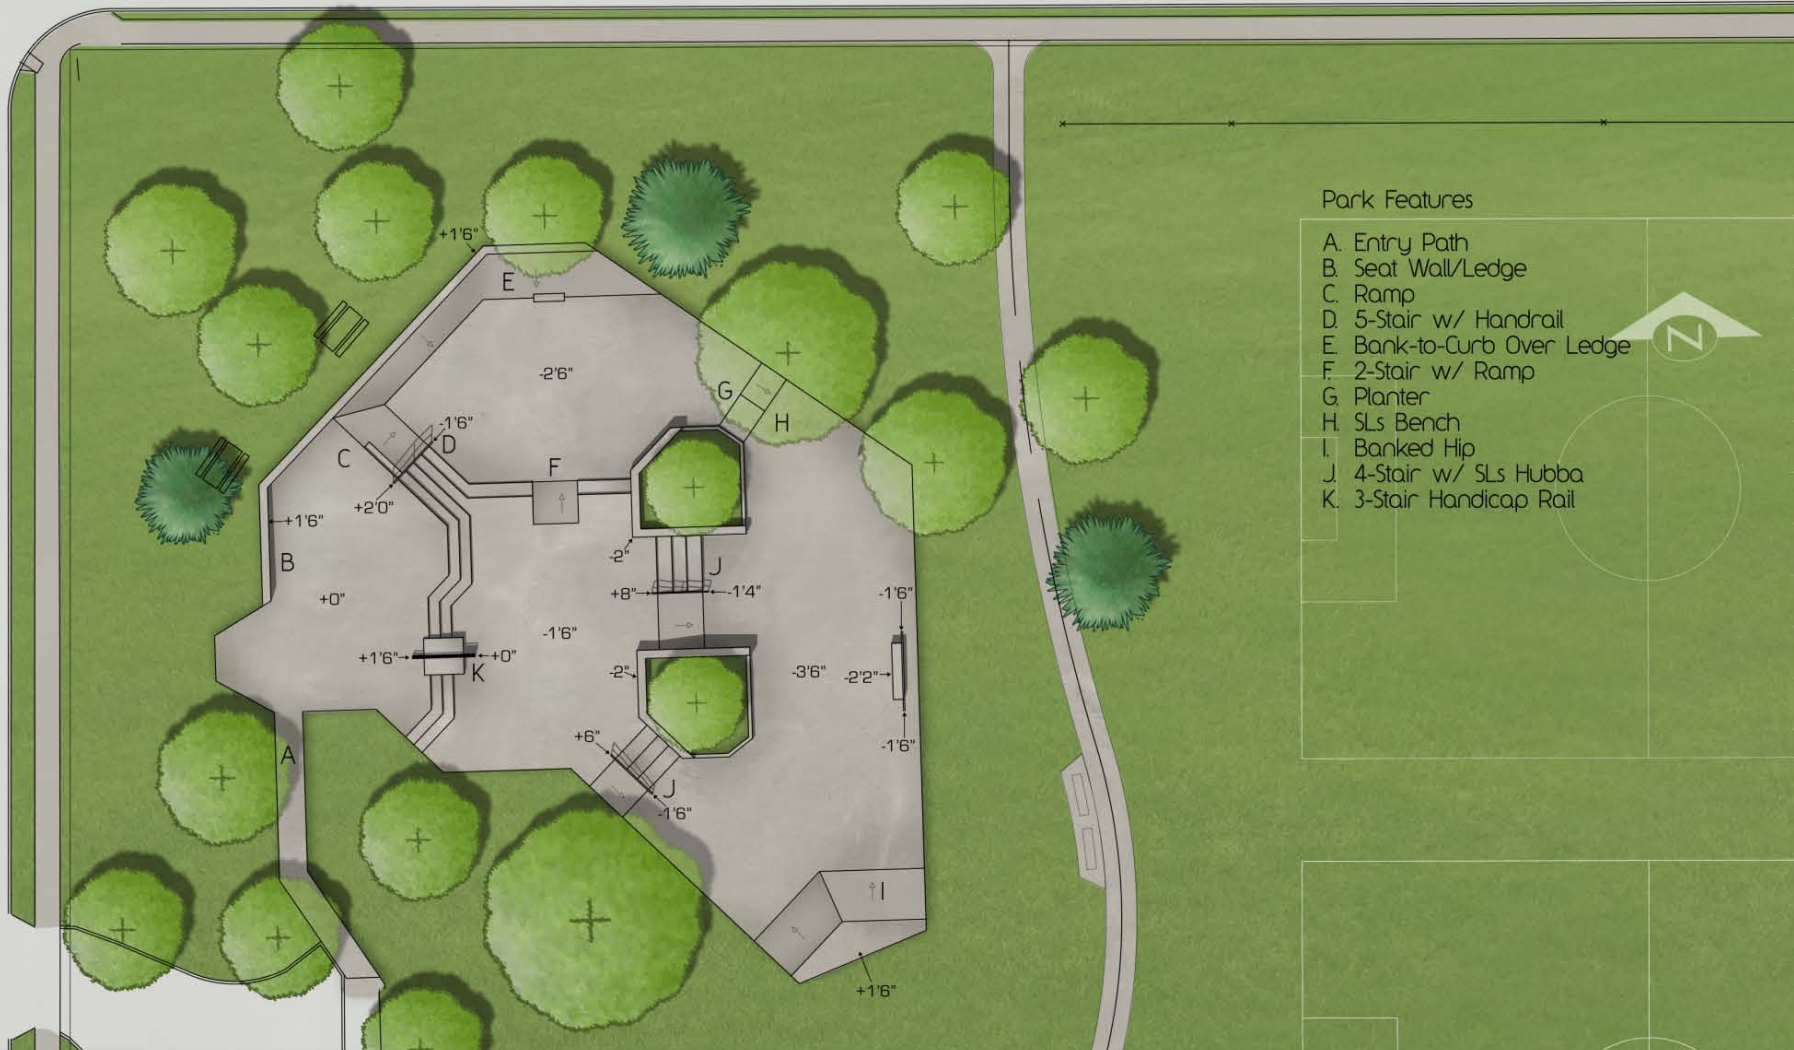 Park Features
A. Entry Path
B. Seat Wall/Ledge
C. Ramp
D. 5-Stair w/ Handrail
E. Bank-to-Curb Over Ledge
F. 2-Stair w/ Ramp
G. Planter
H. SLs Bench
I. Banked Hip
J. 4-Stair w/ SLs Hubba
K. 3-Stair Handicap Rail
N
+1'6"
E
-2'6"
G
H
-1'6"
D
C
F
+2'0"
+1'6"
B
-2"
J
+8"
-1'4"
-1'6"
+0"
-1'6"
+1'6"
+0"
K
-2"
-3'6"
-2'2"
+6"
-1'6"
A
J
-1'6"
I
+1'6"